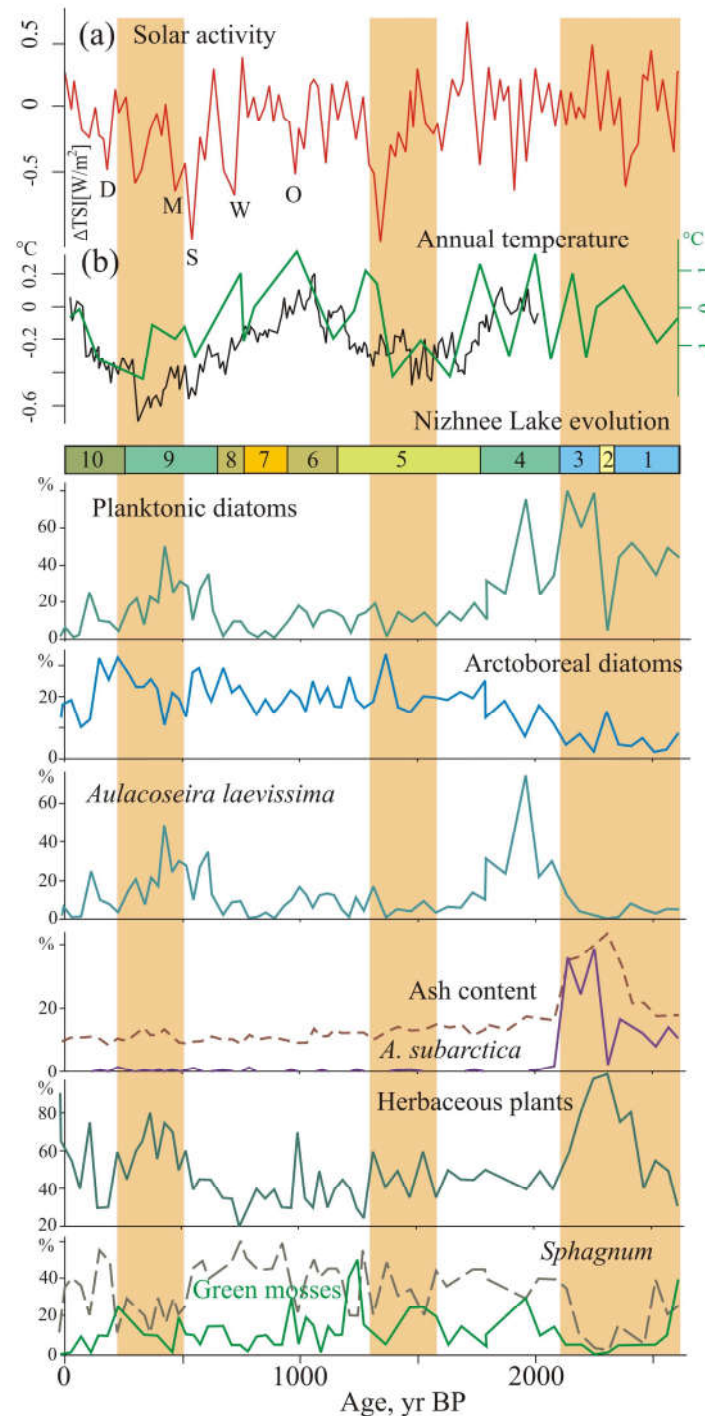 (a) Solar activity
0.5
0
-0.5
ΔTSI[W/m²]
D
M
S
W
O
(b) Annual temperature
°C
0.2
0
-0.2
-0.6
°C
1
0
1
Nizhnee Lake evolution
10 9 8 7 6 5 4 3 2 1
%
Planktonic diatoms
60
40
20
0
%
Arctoboreal diatoms
20
0
%
Aulacoseira laevissima
60
40
20
0
%
Ash content
20
A. subarctica
0
%
Herbaceous plants
80
60
40
20
%
Sphagnum
Green mosses
40
20
0
0 1000 2000
Age, yr BP